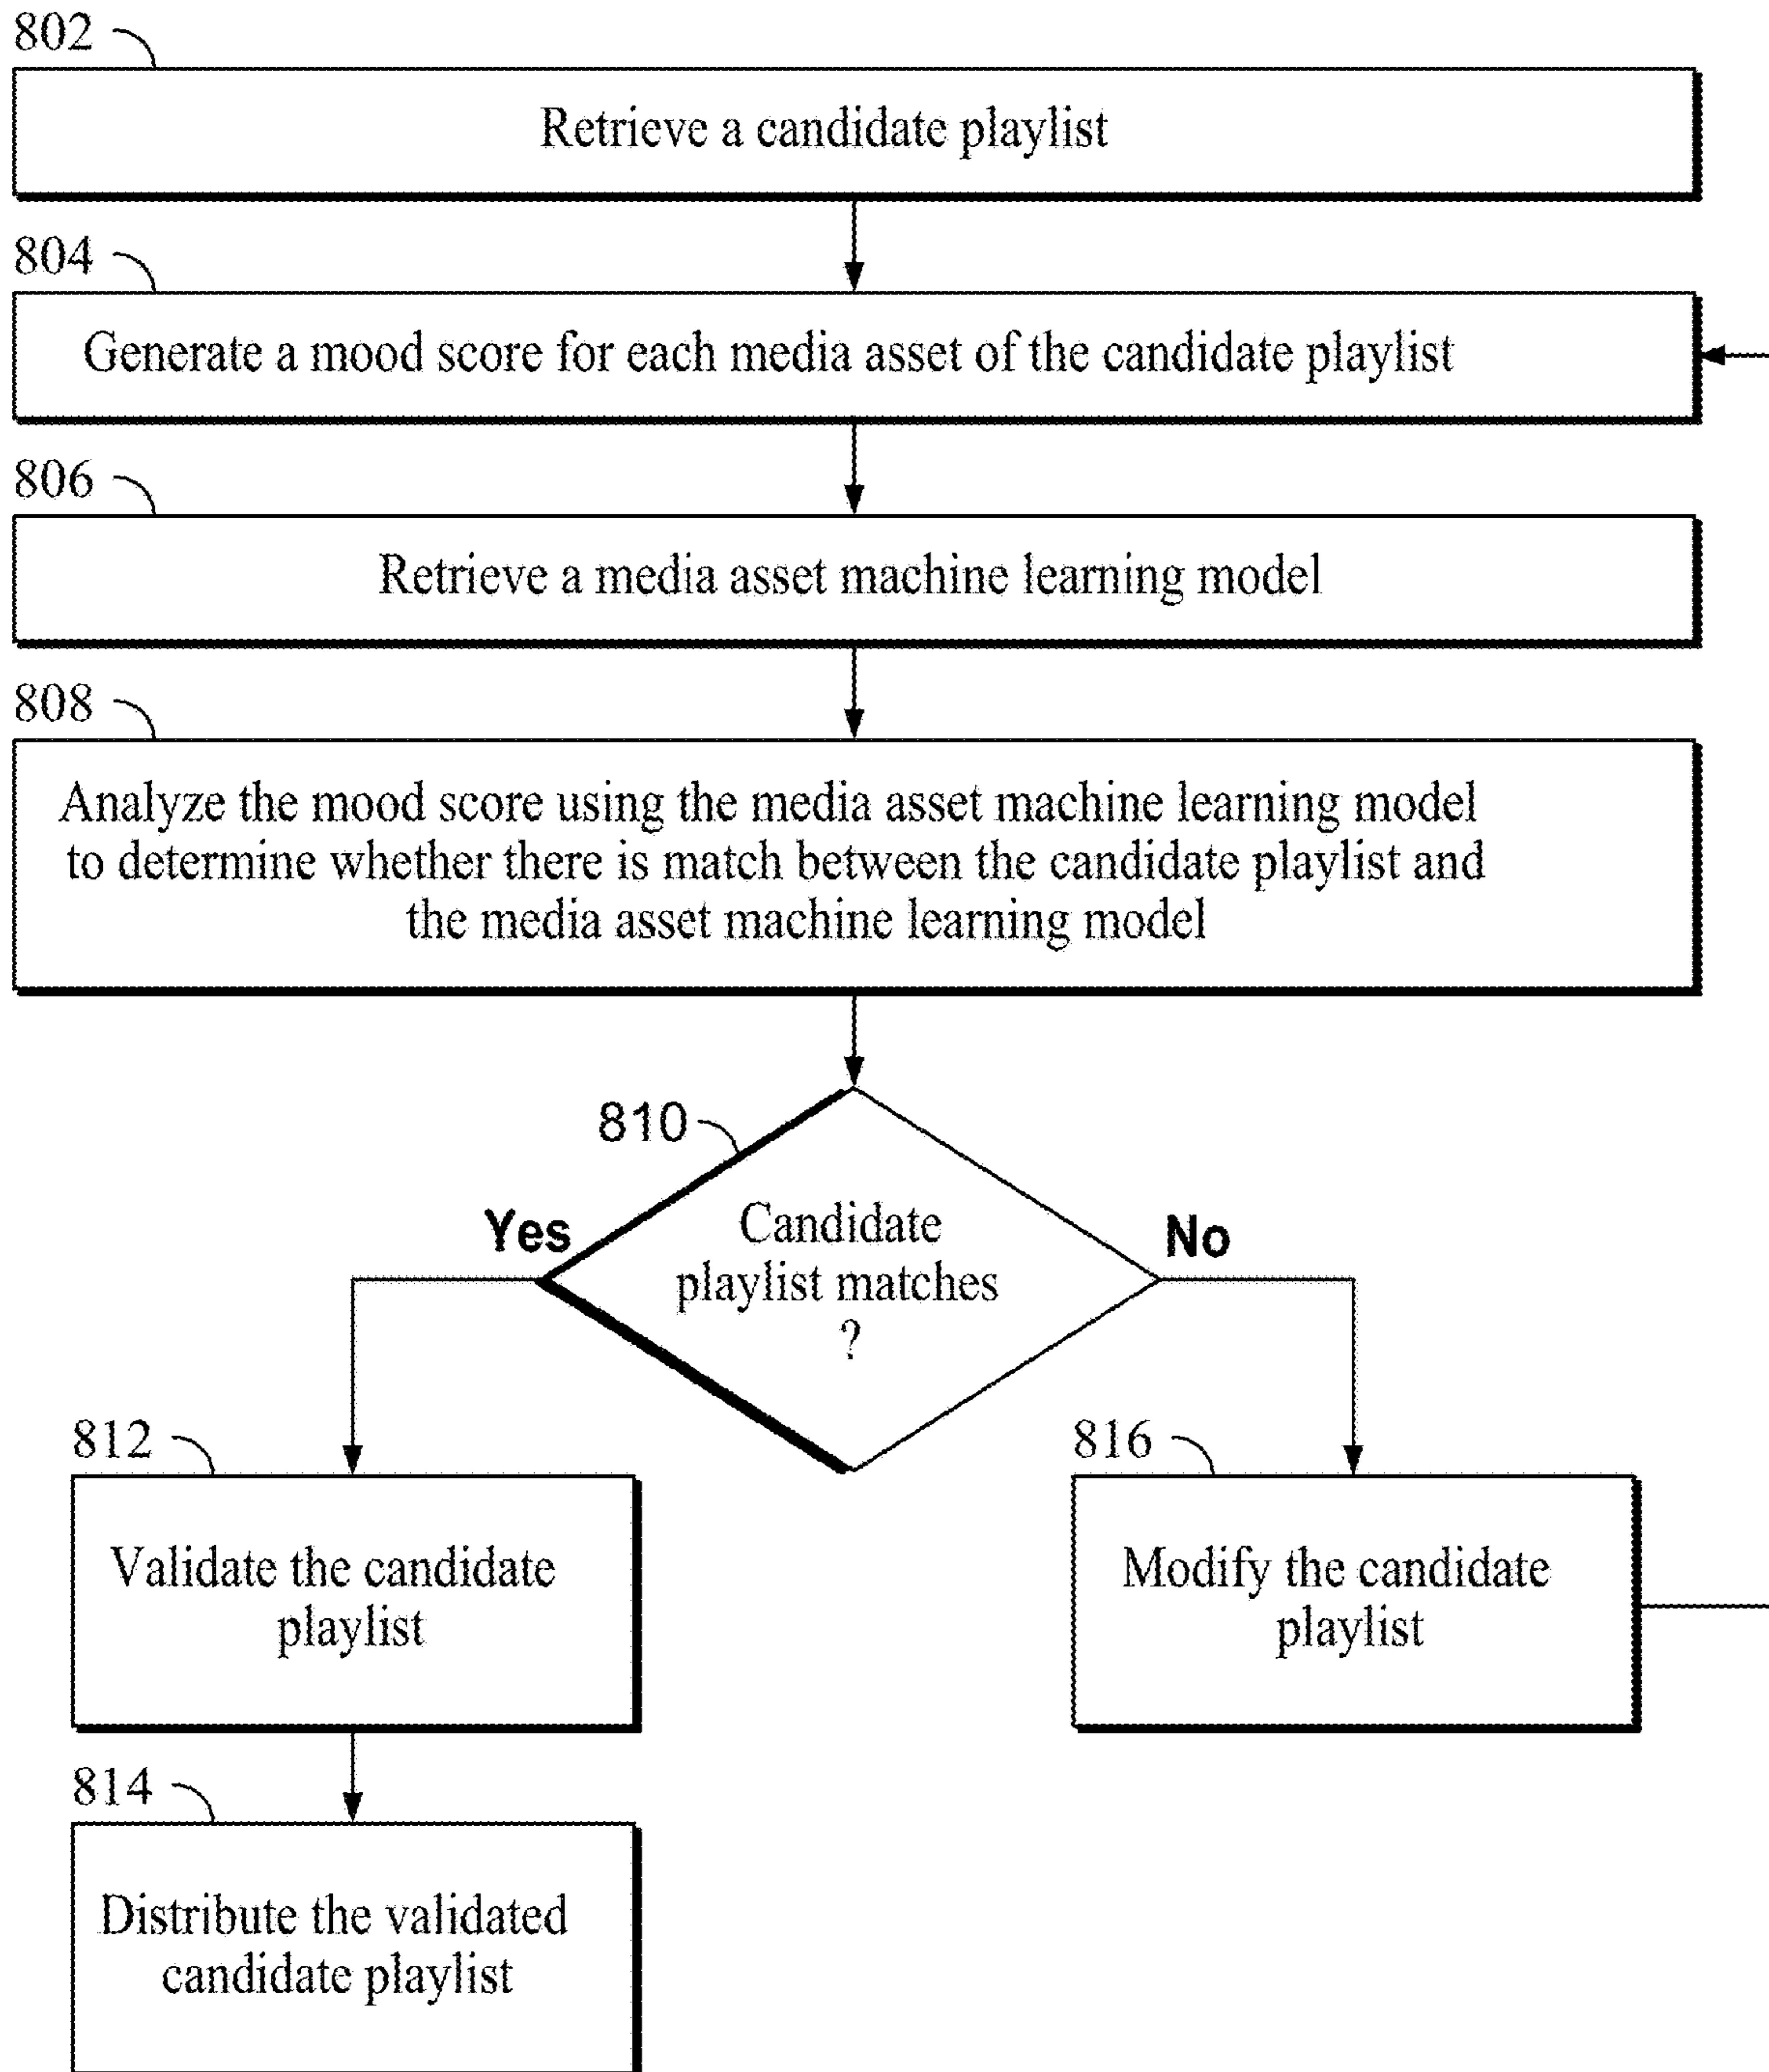 802
Retrieve a candidate playlist
804
Generate a mood score for each media asset of the candidate playlist
806
Retrieve a media asset machine learning model
808
Analyze the mood score using the media asset machine learning model
to determine whether there is match between the candidate playlist and
the media asset machine learning model
810
Yes
Candidate
playlist matches
?
No
812
Validate the candidate
playlist
816
Modify the candidate
playlist
814
Distribute the validated
candidate playlist